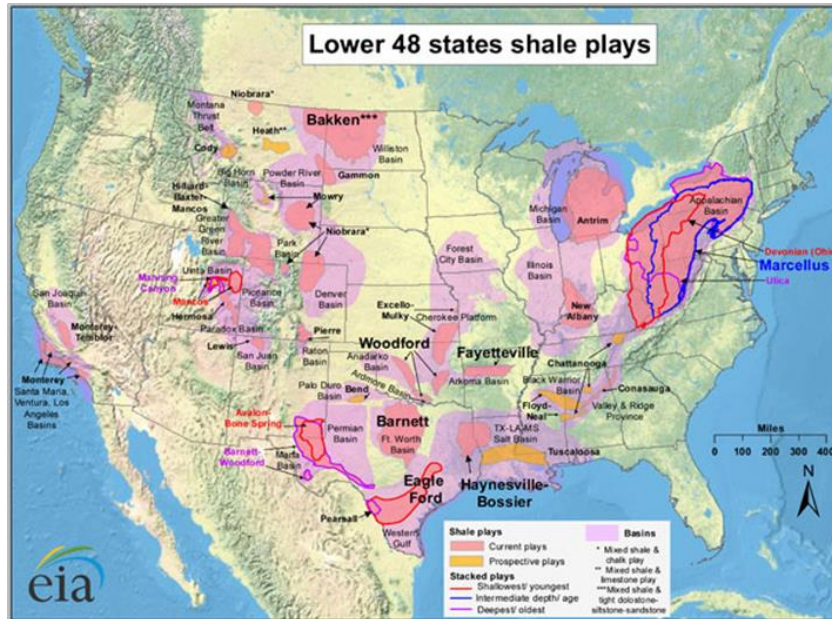 Lower 48 states shale plays
Niobrara*
Montana
Thrust
Belt
Heath**
Cody
Bakken***
Williston
Basin
Big Horn
Basin
Powder River
Basin
Gammon
Hilliard-
Baxter-
Mancos
Mowry
Greater
Green
River
Basin
Niobrara*
Park
Basin
Michigan
Basin
Antrim
Appalachian
Basin
Devonian (Ohi
Marcellus
Utica
Forest
City Basin
Illinois
Basin
Uinta Basin
Manning
Canyon
Mancos
Piceance
Basin
Denver
Basin
Hermosa
Paradox Basin
Lewis
San Juan
Basin
Pierre
Raton
Basin
San Joaquin
Basin
Monterey-
Temblor
Monterey
Santa Maria,
Ventura, Los
Angeles
Basins
Excello-
Mulky
Cherokee Platform
New
Albany
Woodford
Anadarko
Basin
Fayetteville
Arkoma Basin
Ardmore Basin
Palo Duro
Basin
Bend
Chattanooga
Black Warrior
Basin
Conasauga
Floyd-
Neal
Valley & Ridge
Province
Avalon-
Bone Spring
Permian
Basin
Barnett
Ft. Worth
Basin
TX-LA-MS
Salt Basin
Tuscaloosa
Barnett-
Woodford
Marfa
Basin
Eagle
Ford
Haynesville-
Bossier
Pearsall
Western
Gulf
Miles
0 100 200 300 400
N
Shale plays
Current plays
Prospective plays
Stacked plays
Shallowest/ youngest
Intermediate depth/ age
Deepest/ oldest
Basins
* Mixed shale &
chalk play
** Mixed shale &
limestone play
***Mixed shale &
tight dolostone-
siltstone-sandstone
eia